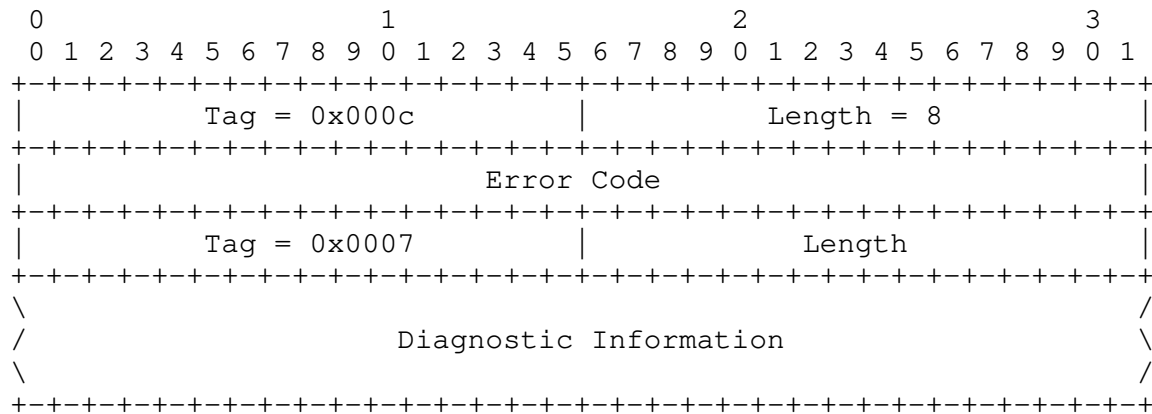 0                   1                   2                   3
 0 1 2 3 4 5 6 7 8 9 0 1 2 3 4 5 6 7 8 9 0 1 2 3 4 5 6 7 8 9 0 1
+-+-+-+-+-+-+-+-+-+-+-+-+-+-+-+-+-+-+-+-+-+-+-+-+-+-+-+-+-+-+-+-+
|          Tag = 0x000c         |          Length = 8           |
+-+-+-+-+-+-+-+-+-+-+-+-+-+-+-+-+-+-+-+-+-+-+-+-+-+-+-+-+-+-+-+-+
|                          Error Code                           |
+-+-+-+-+-+-+-+-+-+-+-+-+-+-+-+-+-+-+-+-+-+-+-+-+-+-+-+-+-+-+-+-+
|          Tag = 0x0007         |            Length             |
+-+-+-+-+-+-+-+-+-+-+-+-+-+-+-+-+-+-+-+-+-+-+-+-+-+-+-+-+-+-+-+-+
\                                                               /
/                     Diagnostic Information                    \
\                                                               /
+-+-+-+-+-+-+-+-+-+-+-+-+-+-+-+-+-+-+-+-+-+-+-+-+-+-+-+-+-+-+-+-+